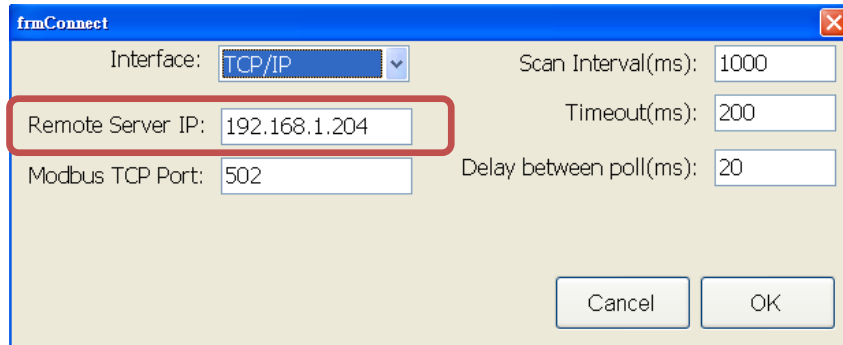 frmConnect
Interface: TCP/IP
Scan Interval(ms): 1000
Remote Server IP: 192.168.1.204
Timeout(ms): 200
Modbus TCP Port: 502
Delay between poll(ms): 20
Cancel
OK